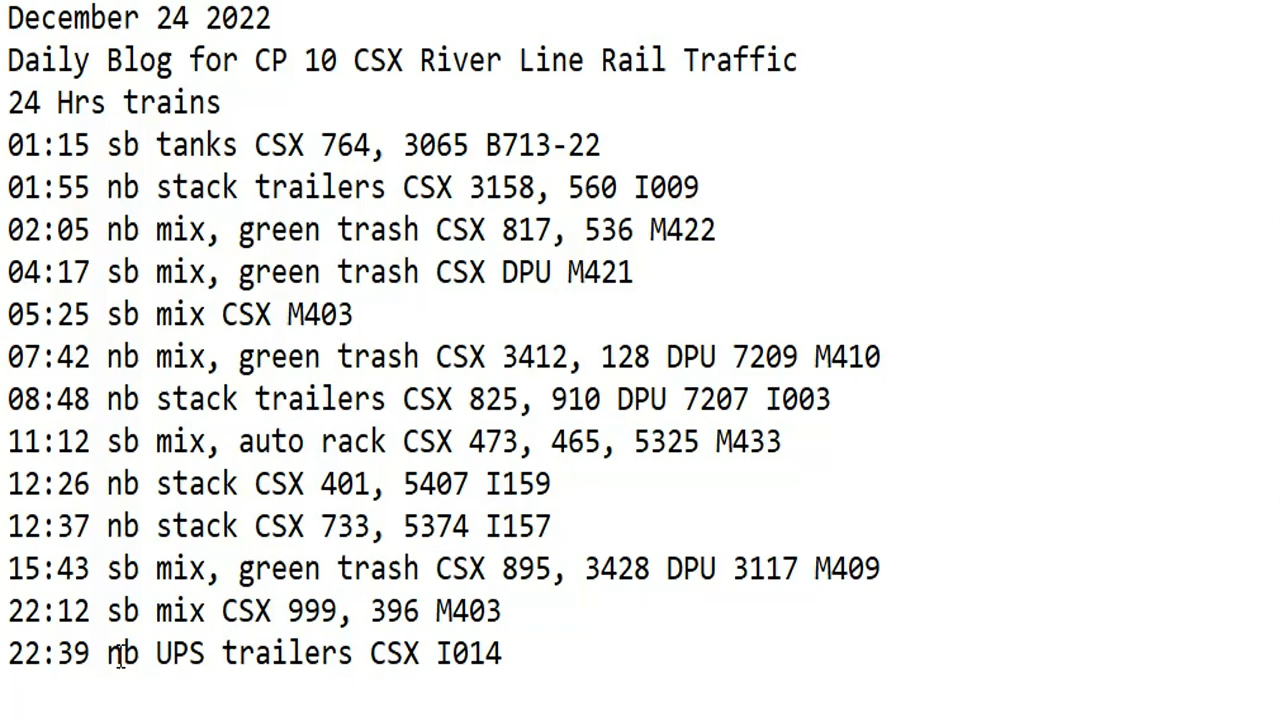 December 24 2022
Daily Blog for CP 10 CSX River Line Rail Traffic
24 Hrs trains
01:15 sb tanks CSX 764, 3065 B713-22
01:55 nb stack trailers CSX 3158, 560 I009
02:05 nb mix, green trash CSX 817, 536 M422
04:17 sb mix, green trash CSX DPU M421
05:25 sb mix CSX M403
07:42 nb mix, green trash CSX 3412, 128 DPU 7209 M410
08:48 nb stack trailers CSX 825, 910 DPU 7207 I003
11:12 sb mix, auto rack CSX 473, 465, 5325 M433
12:26 nb stack CSX 401, 5407 I159
12:37 nb stack CSX 733, 5374 I157
15:43 sb mix, green trash CSX 895, 3428 DPU 3117 M409
22:12 sb mix CSX 999, 396 M403
22:39 nb UPS trailers CSX I014